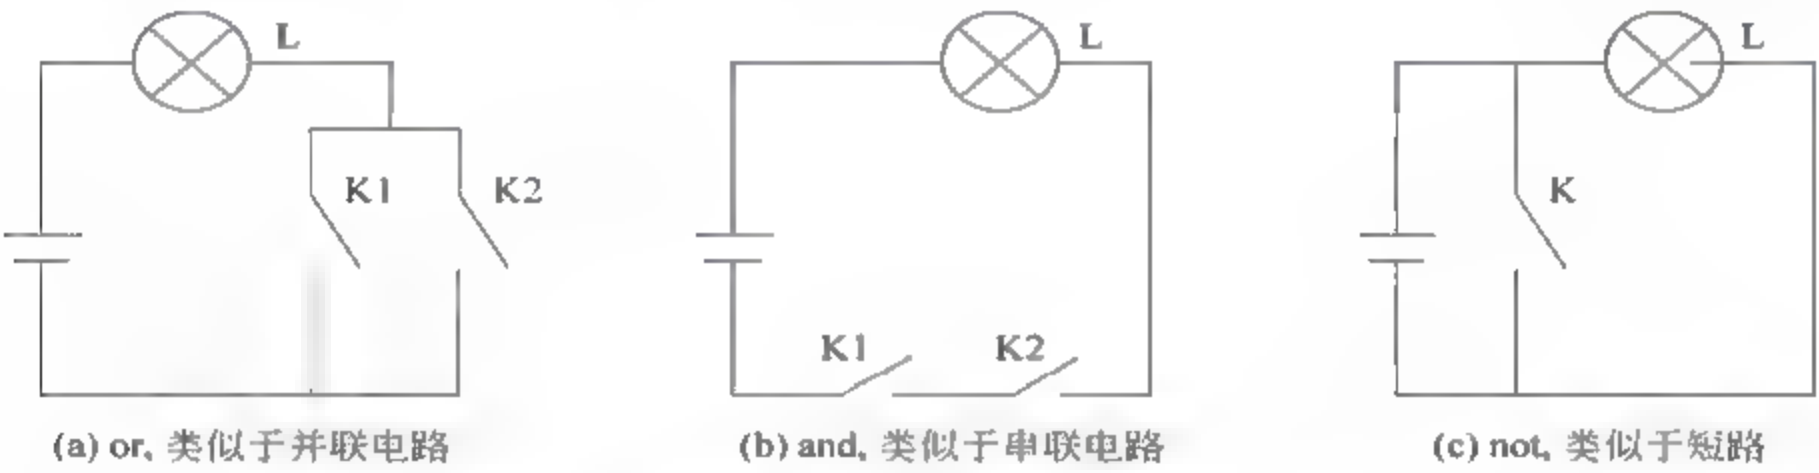 L
K1
K2
(a) or, 类似于并联电路
L
K1
K2
(b) and, 类似于串联电路
L
K
(c) not, 类似于短路